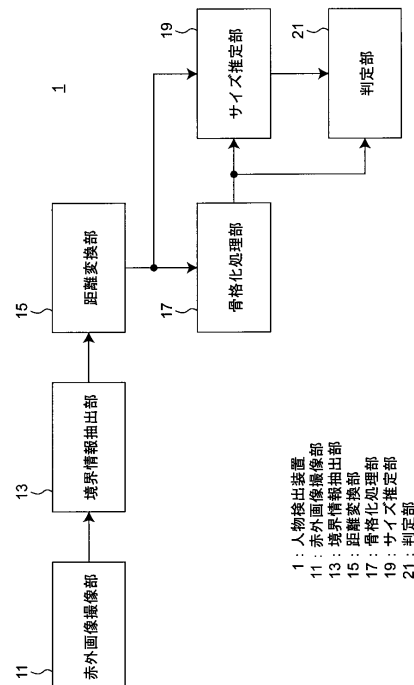 1
11
赤外画像撮像部
13
境界情報抽出部
15
距離変換部
17
骨格化処理部
19
サイズ推定部
21
判定部
1：人物検出装置
11：赤外画像撮像部
13：境界情報抽出部
15：距離変換部
17：骨格化処理部
19：サイズ推定部
21：判定部